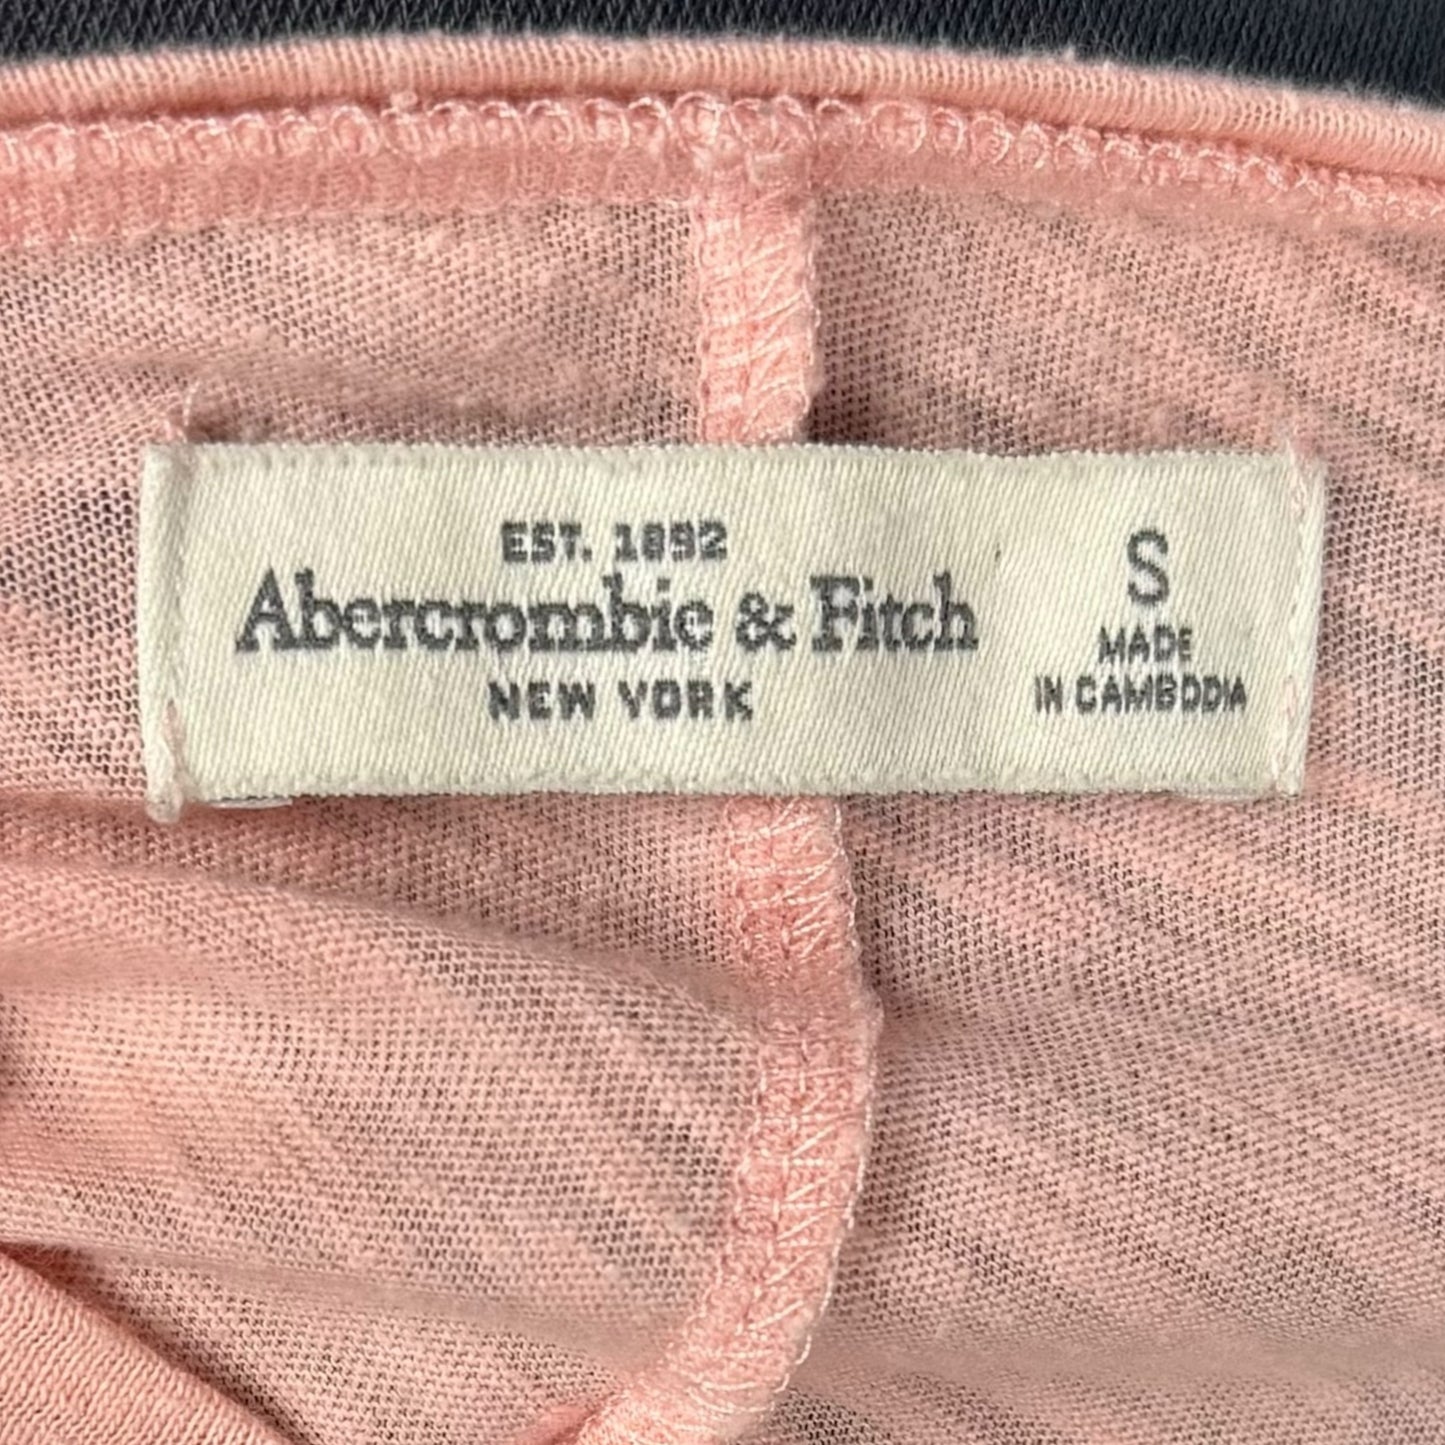 EST. 1892
Abercrombie & Fitch
NEW YORK
S
MADE
IN CAMBODIA